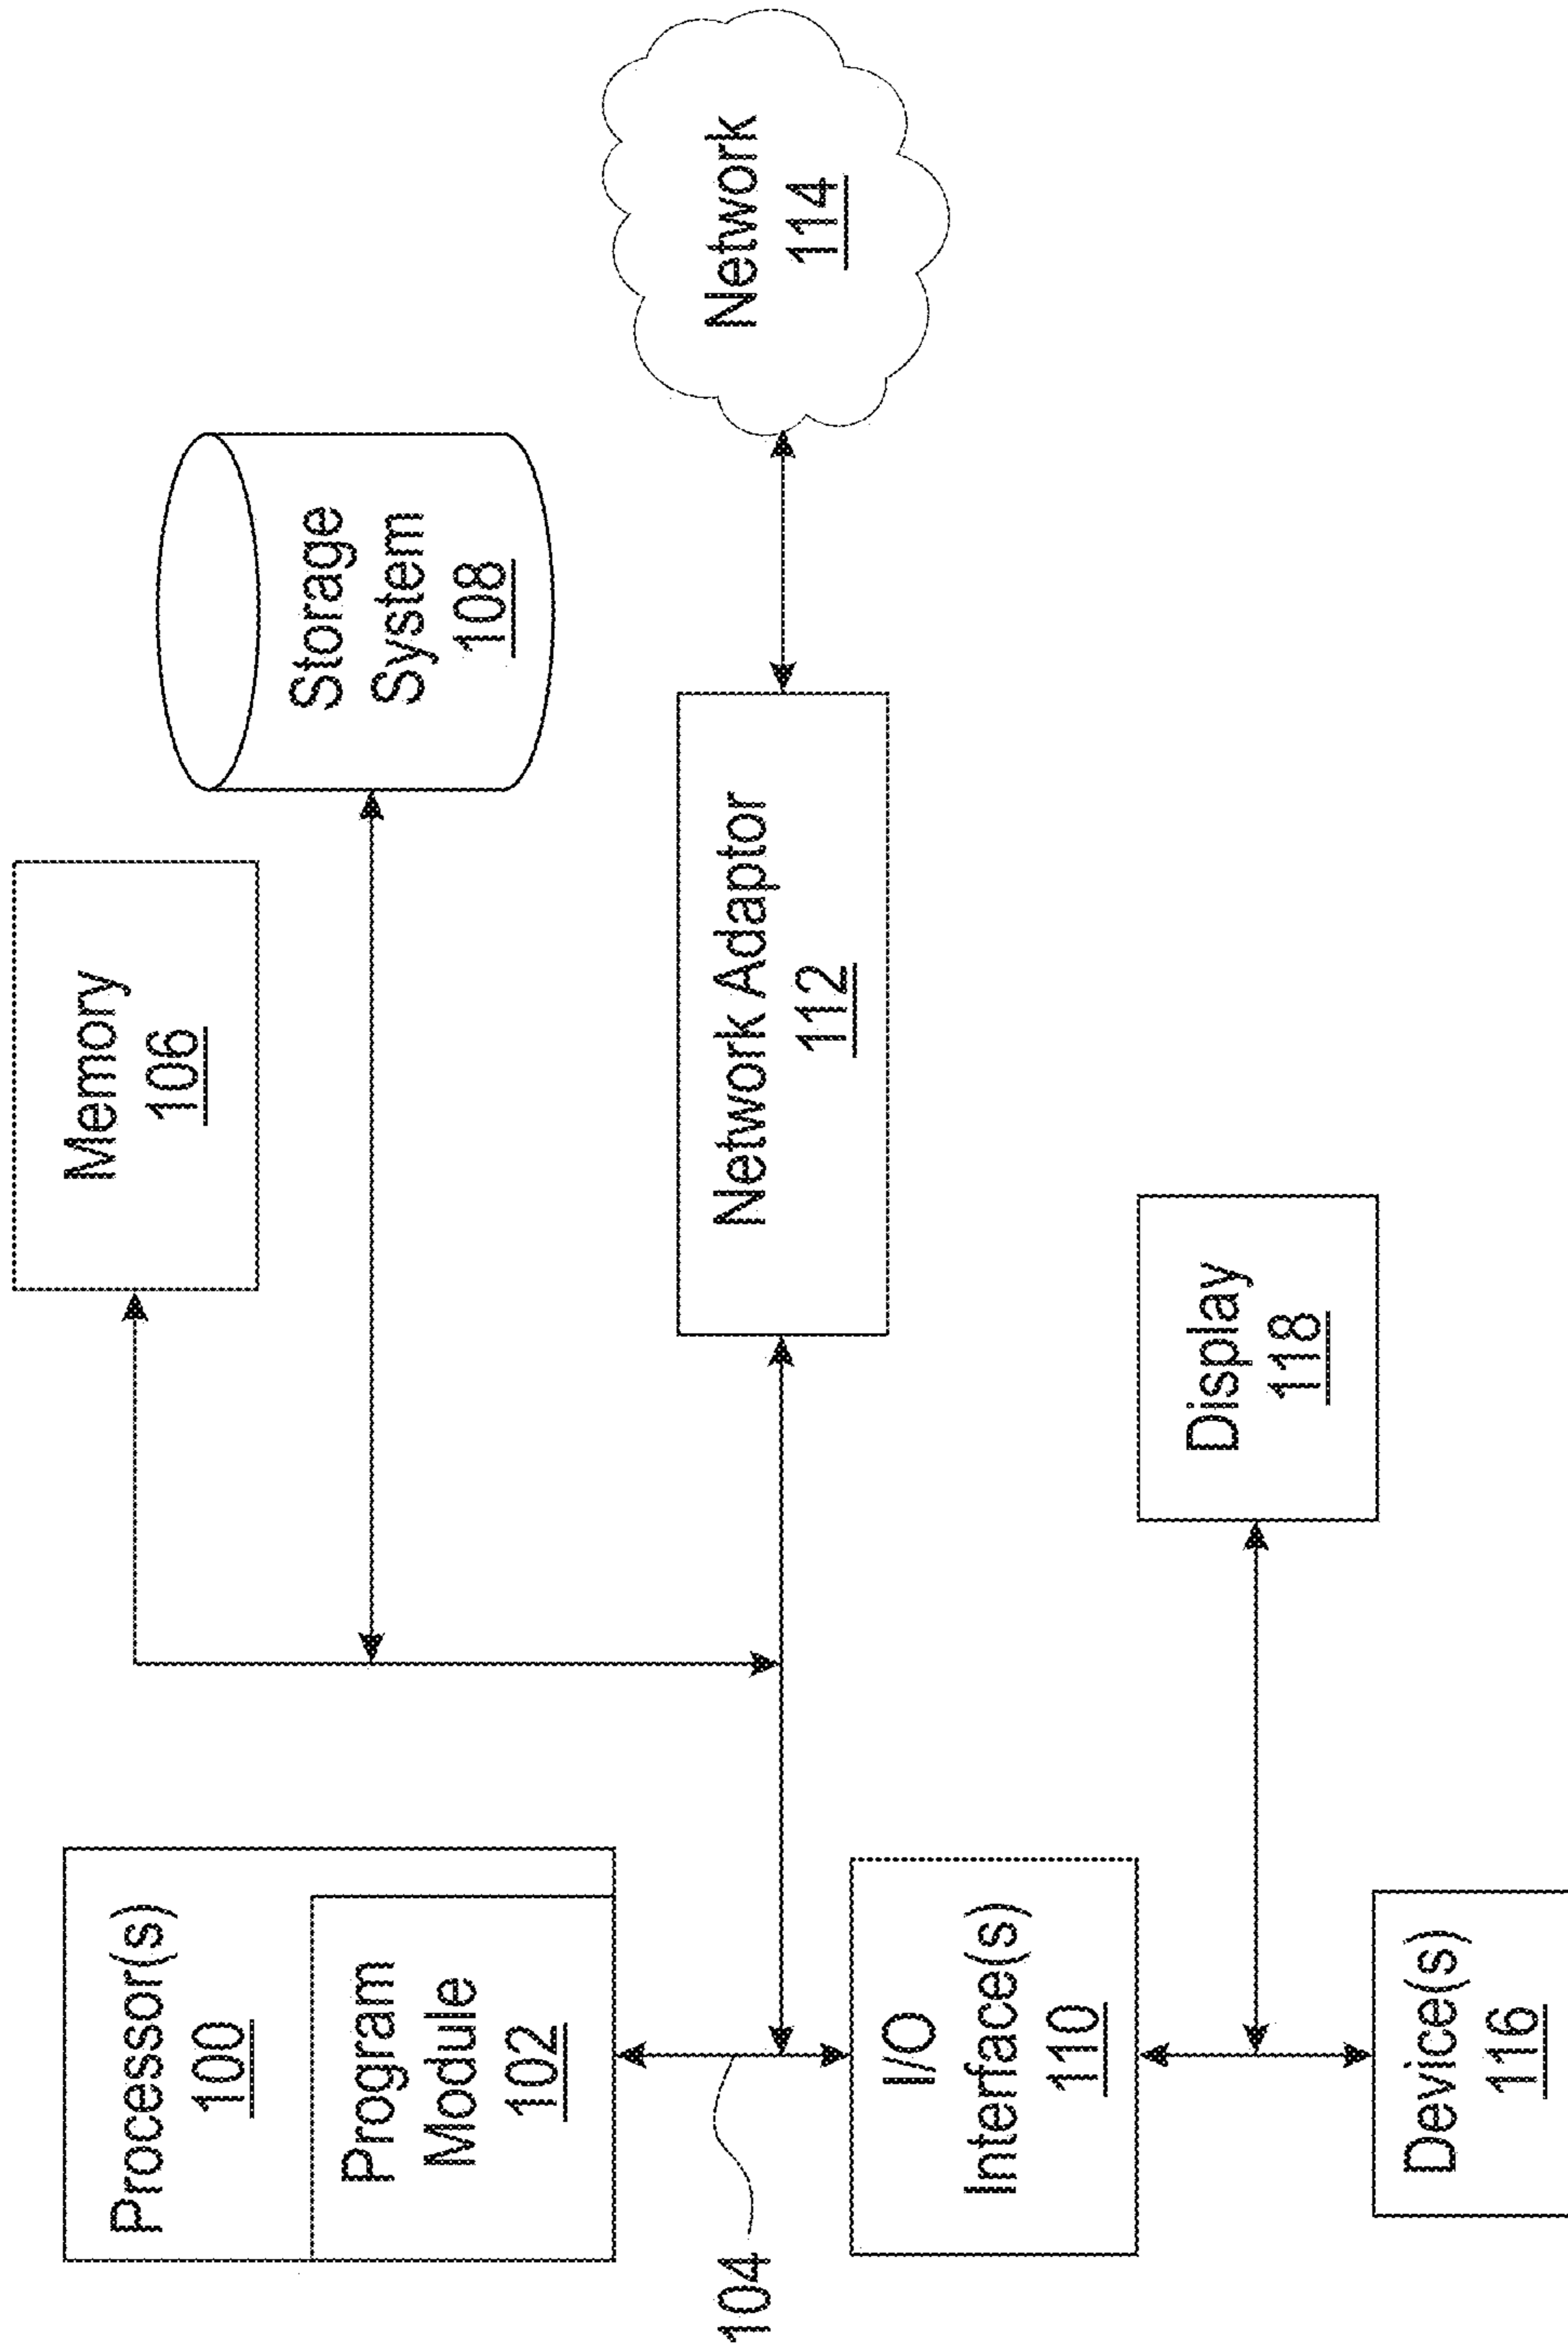 Processor(s)
100
Program
Module
102
104
I/O
Interface(s)
110
Device(s)
116
Memory
106
Storage
System
108
Network Adaptor
112
Network
114
Display
118